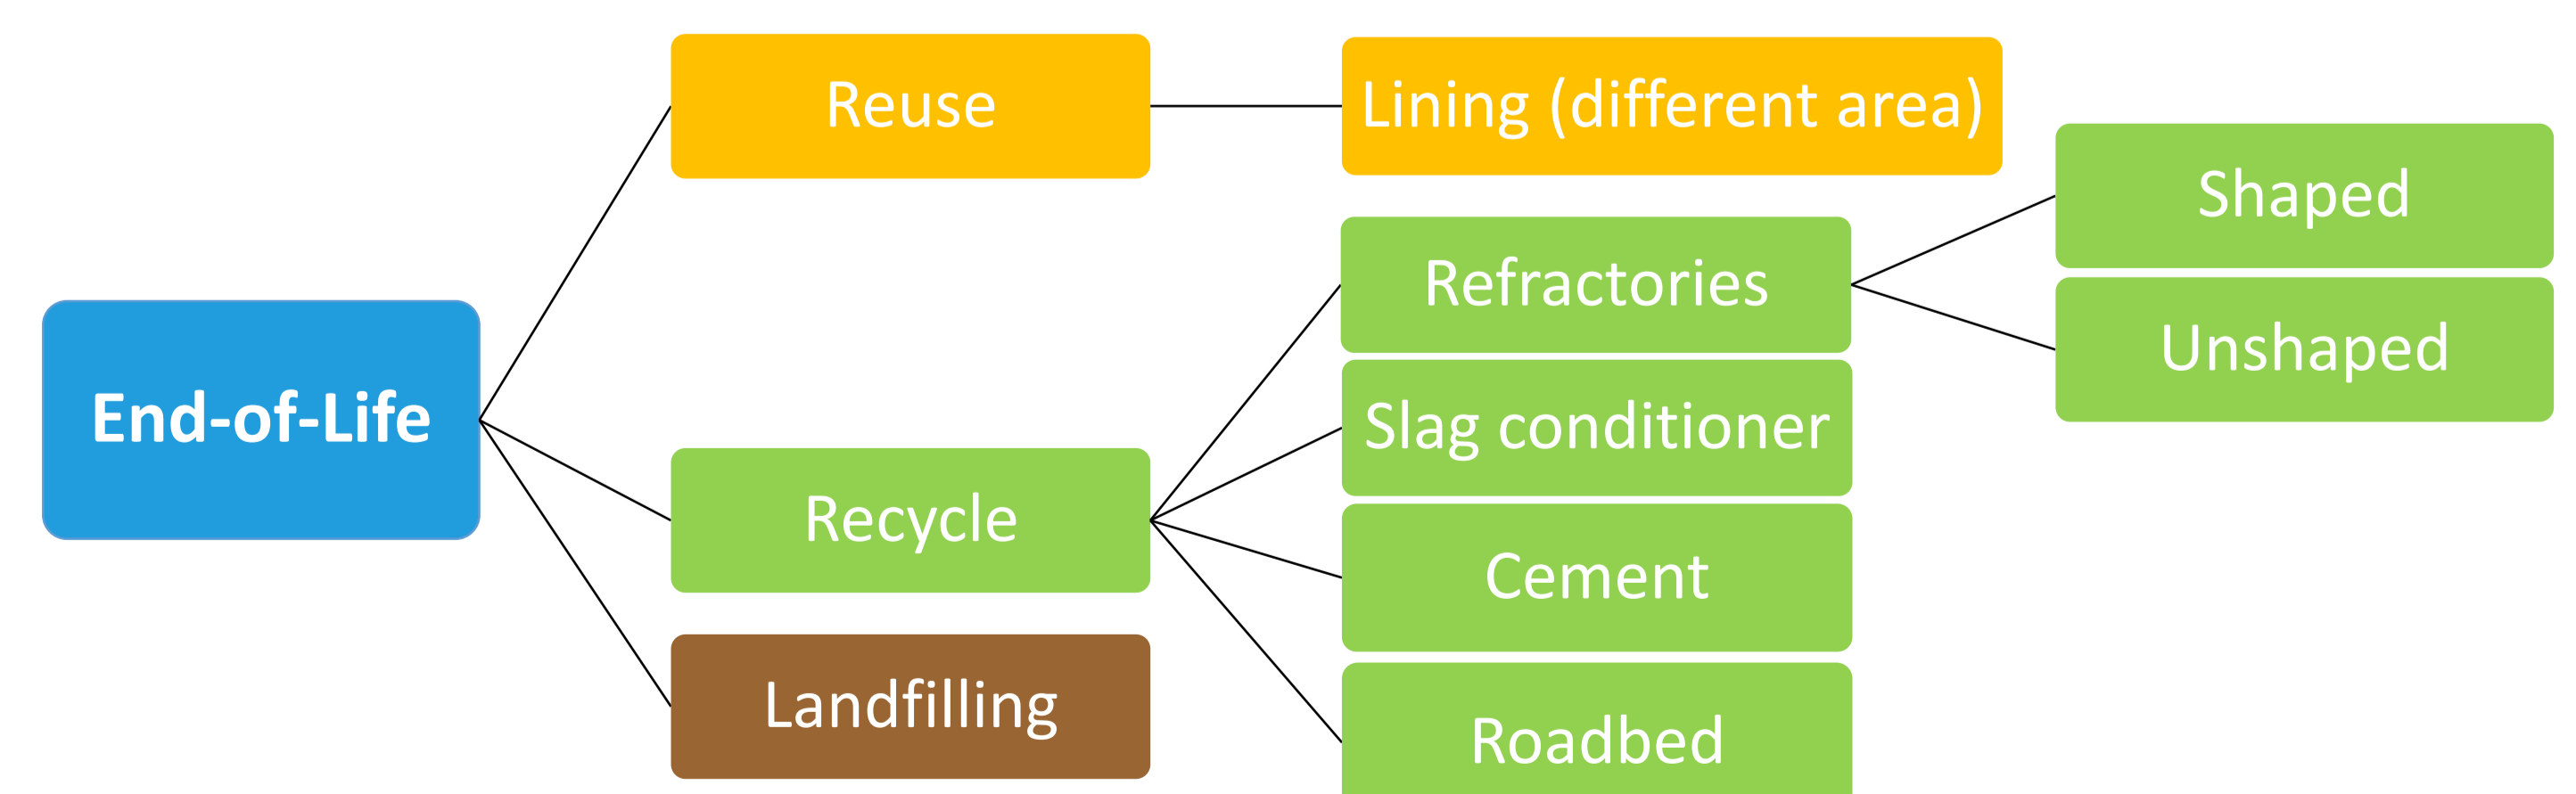 End-of-Life
Reuse
Lining (different area)
Recycle
Refractories
Shaped
Unshaped
Slag conditioner
Cement
Roadbed
Landfilling